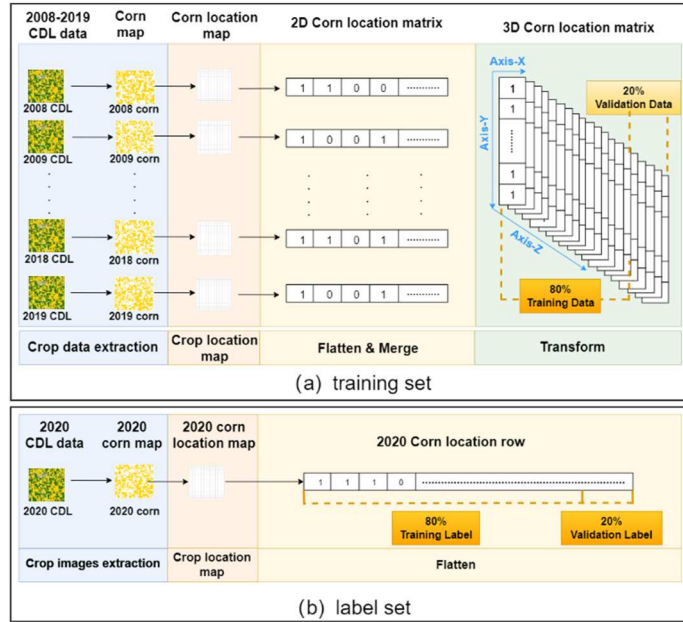 2008-2019
CDL data
Corn
map
Corn location
map
2D Corn location matrix
3D Corn location matrix
2008 CDL
2008 corn
1 1 0 0 ............
2009 CDL
2009 corn
1 0 0 1 ............
2018 CDL
2018 corn
1 1 0 1 ............
2019 CDL
2019 corn
1 0 0 1 ............
Axis-X
Axis-Y
Axis-Z
1
1
1
1
20%
Validation Data
80%
Training Data
Crop data extraction
Crop location
map
Flatten & Merge
Transform
(a) training set
2020
CDL data
2020
corn map
2020 corn
location map
2020 Corn location row
2020 CDL
2020 corn
1 1 1 0 ............
80%
Training Label
20%
Validation Label
Crop images extraction
Crop location
map
Flatten
(b) label set